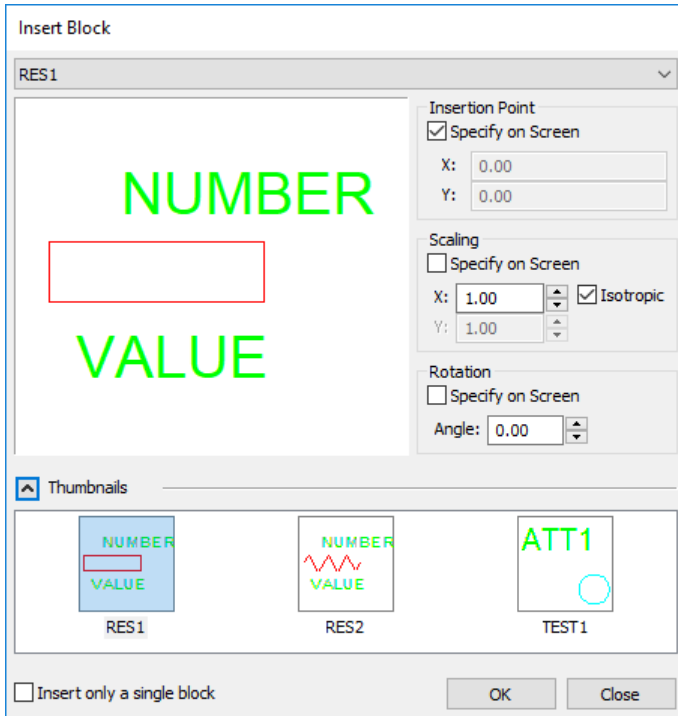 Insert Block
RES1
NUMBER
VALUE
Insertion Point
Specify on Screen
X: 0.00
Y: 0.00
Scaling
Specify on Screen
X: 1.00 Isotropic
Y: 1.00
Rotation
Specify on Screen
Angle: 0.00
Thumbnails
NUMBER
VALUE
RES1
NUMBER
VALUE
RES2
ATT1
TEST1
Insert only a single block
OK Close